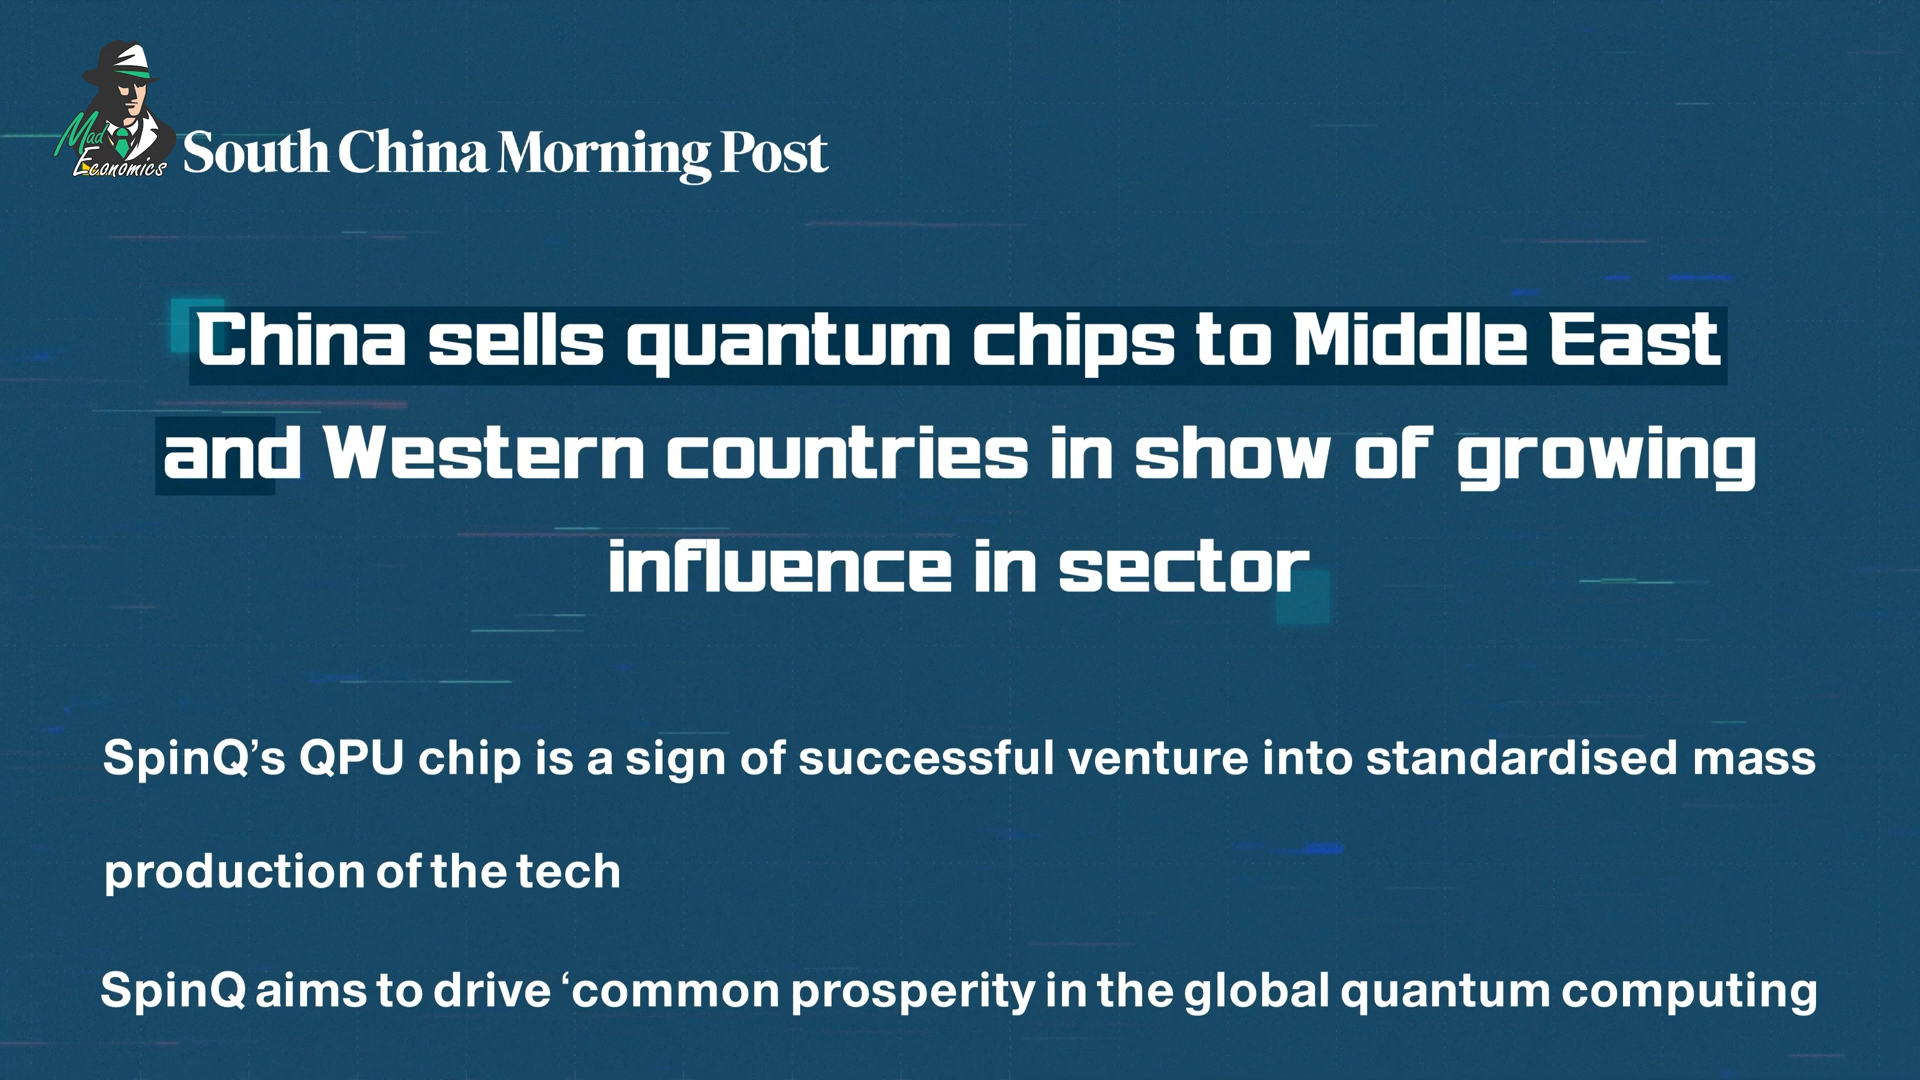 Mad
Economics
South China Morning Post
China sells quantum chips to Middle East
and Western countries in show of growing
influence in sector
SpinQ’s QPU chip is a sign of successful venture into standardised mass
production of the tech
SpinQ aims to drive ‘common prosperity in the global quantum computing